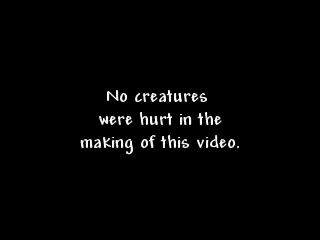 No creatures
were hurt in the
making of this video.